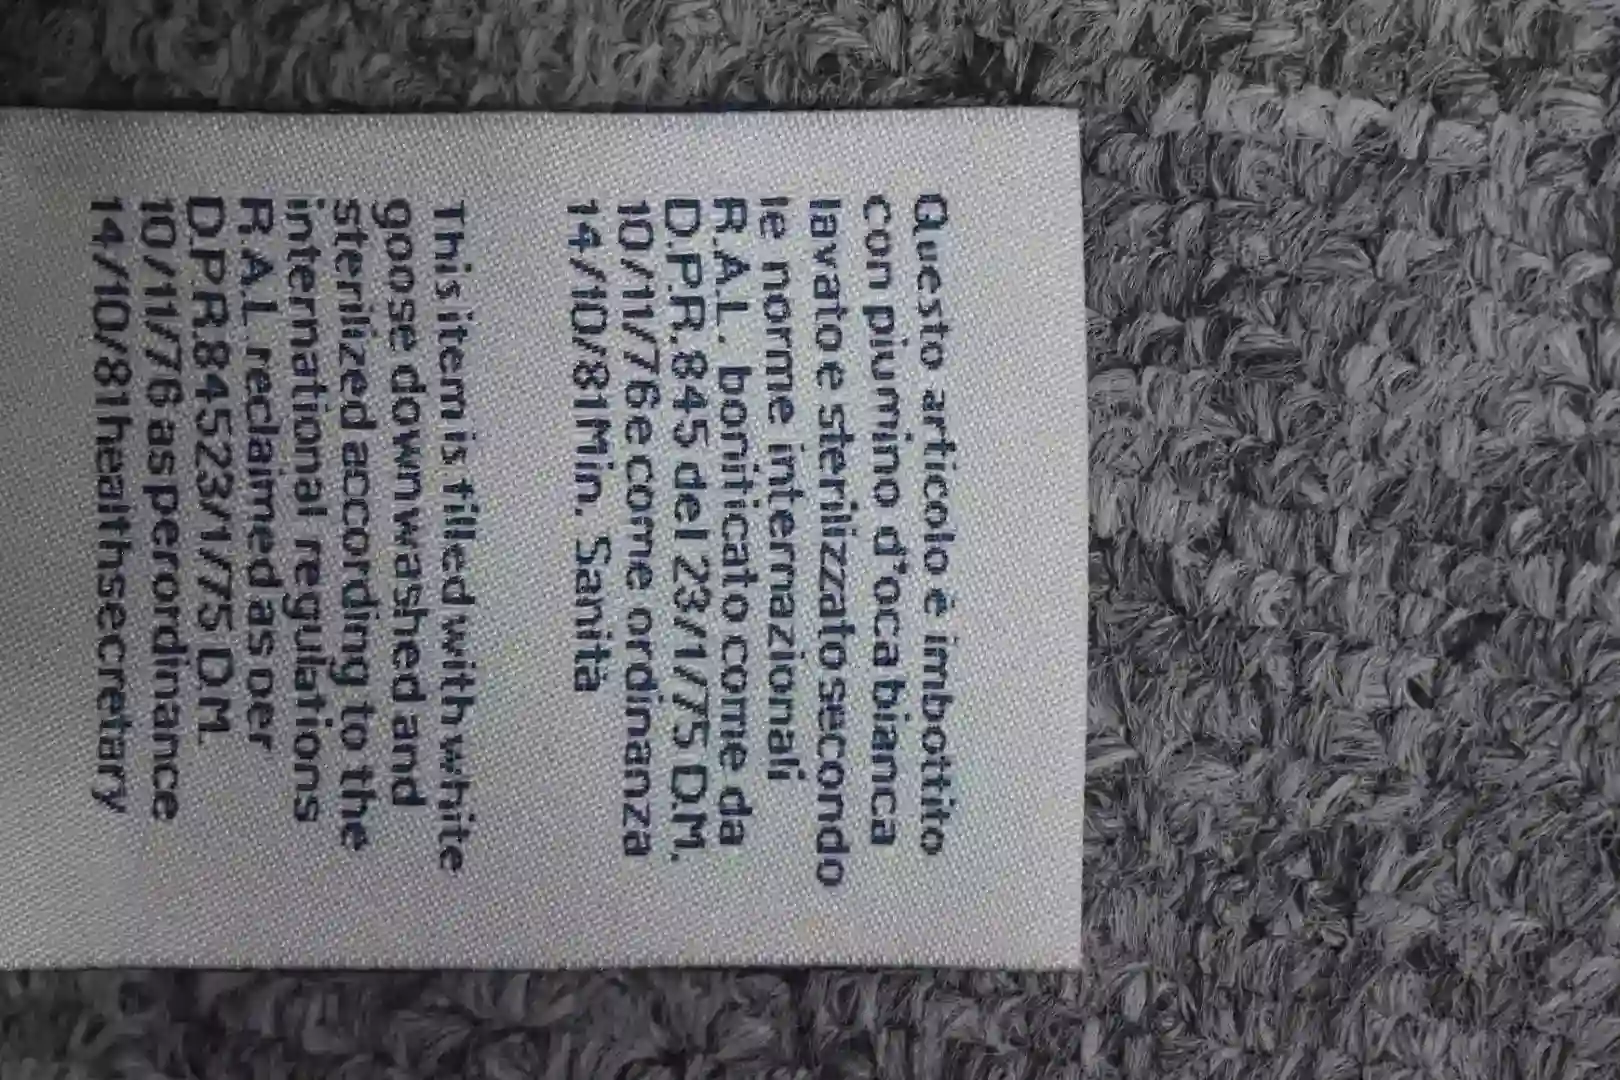 Questo articolo è imbottito
con piumino d'oca bianca
lavato e sterilizzato secondo
le norme internazionali
R.A.L. bonificato come da
D.P.R. 845 del 23/1/75 D.M.
10/11/76 e come ordinanza
14/10/81 Min. Sanità
This item is filled with white
goose down washed and
sterilized according to the
international regulations
R.A.L. reclaimed as per
D.P.R. 845 23/1/75 D.M.
10/11/76 as per ordinance
14/10/81 health secretary